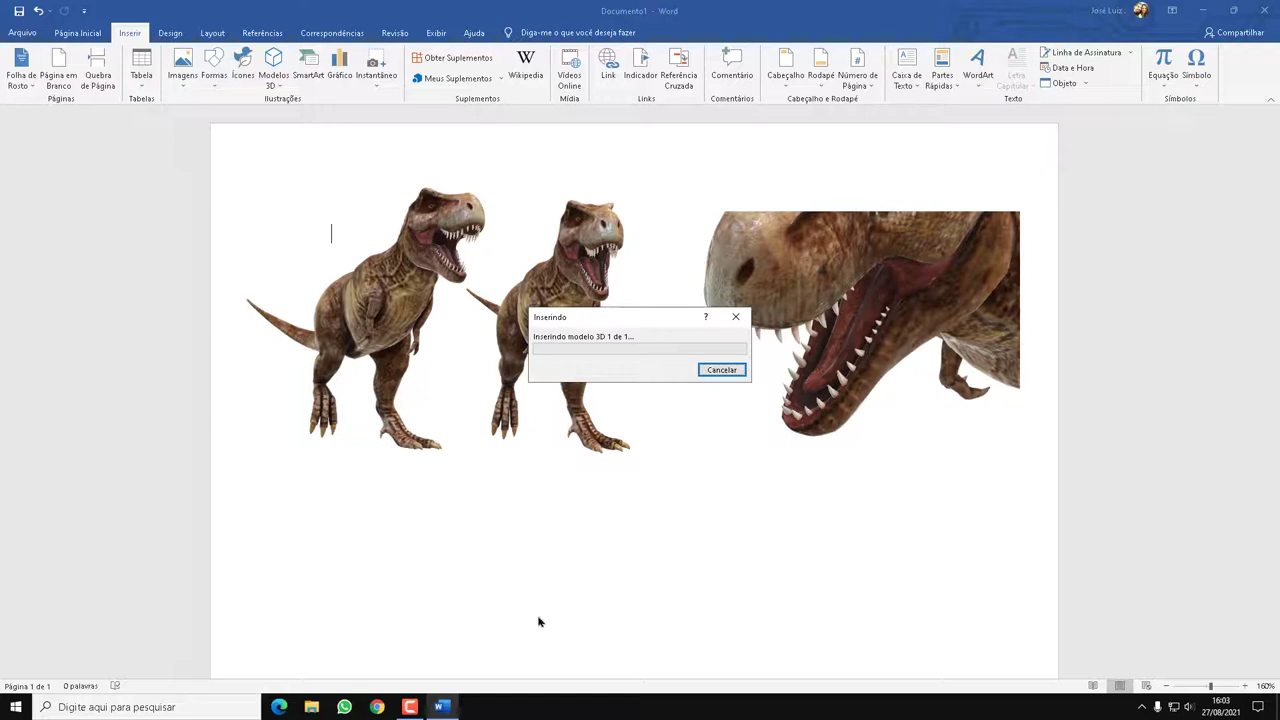 Documento1 - Word
José Luiz .
Arquivo Página Inicial Inserir Design Layout Referências Correspondências Revisão Exibir Ajuda Diga-me o que você deseja fazer Compartilhar
Folha de Rosto
Página em Branco
Quebra de Página
Páginas
Tabela
Tabelas
Imagens
Formas
Ícones
Modelos 3D
SmartArt
Gráfico
Instantâneo
Ilustrações
Obter Suplementos
Meus Suplementos
W
Wikipedia
Suplementos
Vídeos Online
Mídia
Link
Indicador
Referência Cruzada
Links
Comentário
Comentários
Cabeçalho
Rodapé
Número de Página
Cabeçalho e Rodapé
Caixa de Texto
Partes Rápidas
WordArt
Letra Capitular
Linha de Assinatura
Data e Hora
Objeto
Texto
Equação
Símbolo
Símbolos
Inserindo
Inserindo modelo 3D 1 de 1...
Cancelar
Página 1 de 1 0 palavras
160%
Digite aqui para pesquisar
16:03
27/08/2021